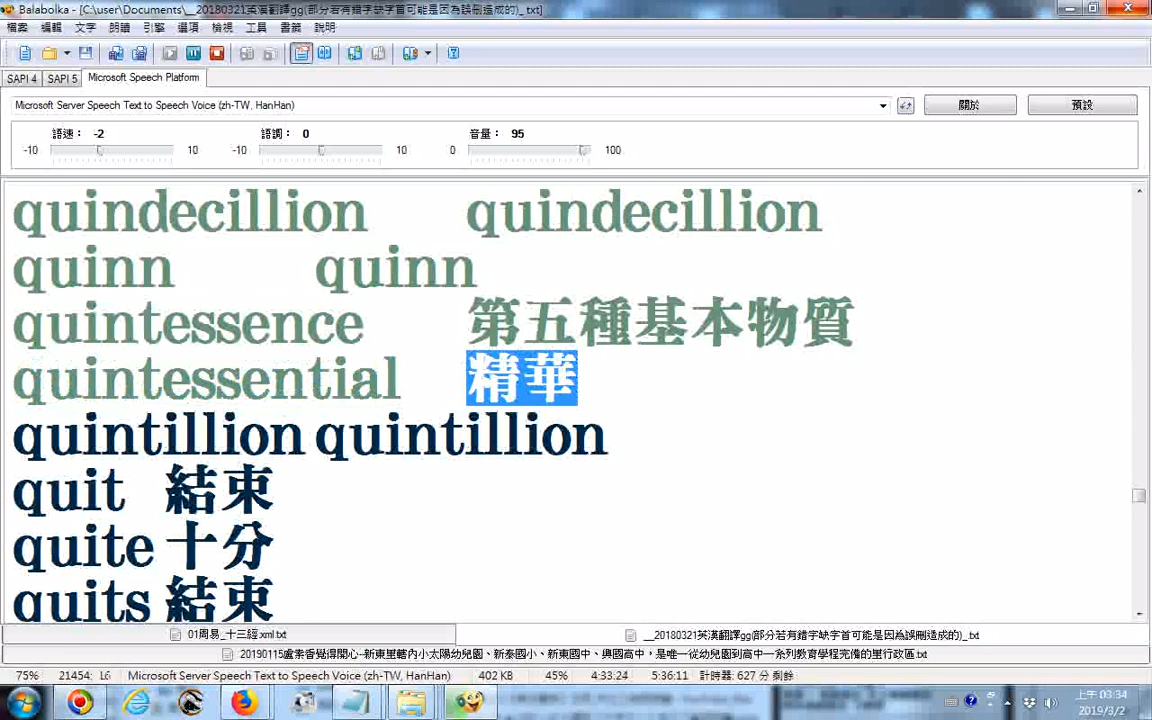 Balabolka - [C:\user\Documents\__20180321英漢翻譯gg(部分若有錯字缺字首可能是因為誤刪造成的)_.txt]
檔案 編輯 文字 朗讀 引擎 選項 檢視 工具 書籤 說明
SAPI 4 SAPI 5 Microsoft Speech Platform
Microsoft Server Speech Text to Speech Voice (zh-TW, HanHan) 關於 預設
語速: -2 語調: 0 音量: 95
-10 10 -10 10 0 100
quindecillion quindecillion
quinn quinn
quintessence 第五種基本物質
quintessential 精華
quintillion quintillion
quit 結束
quite 十分
quits 結束
01周易_十三經.xml.txt __20180321英漢翻譯gg(部分若有錯字缺字首可能是因為誤刪造成的)_.txt
20190115盧素香覺得開心--新東里轄內小太陽幼兒園、新泰國小、新東國中、興國高中，是唯一從幼兒園到高中一系列教育學程完備的里行政區.txt
75% 21454: 16 Microsoft Server Speech Text to Speech Voice (zh-TW, HanHan) 402 KB 45% 4:33:24 5:36:11 計時器: 627 分 剩餘
上午 03:34
2019/3/2